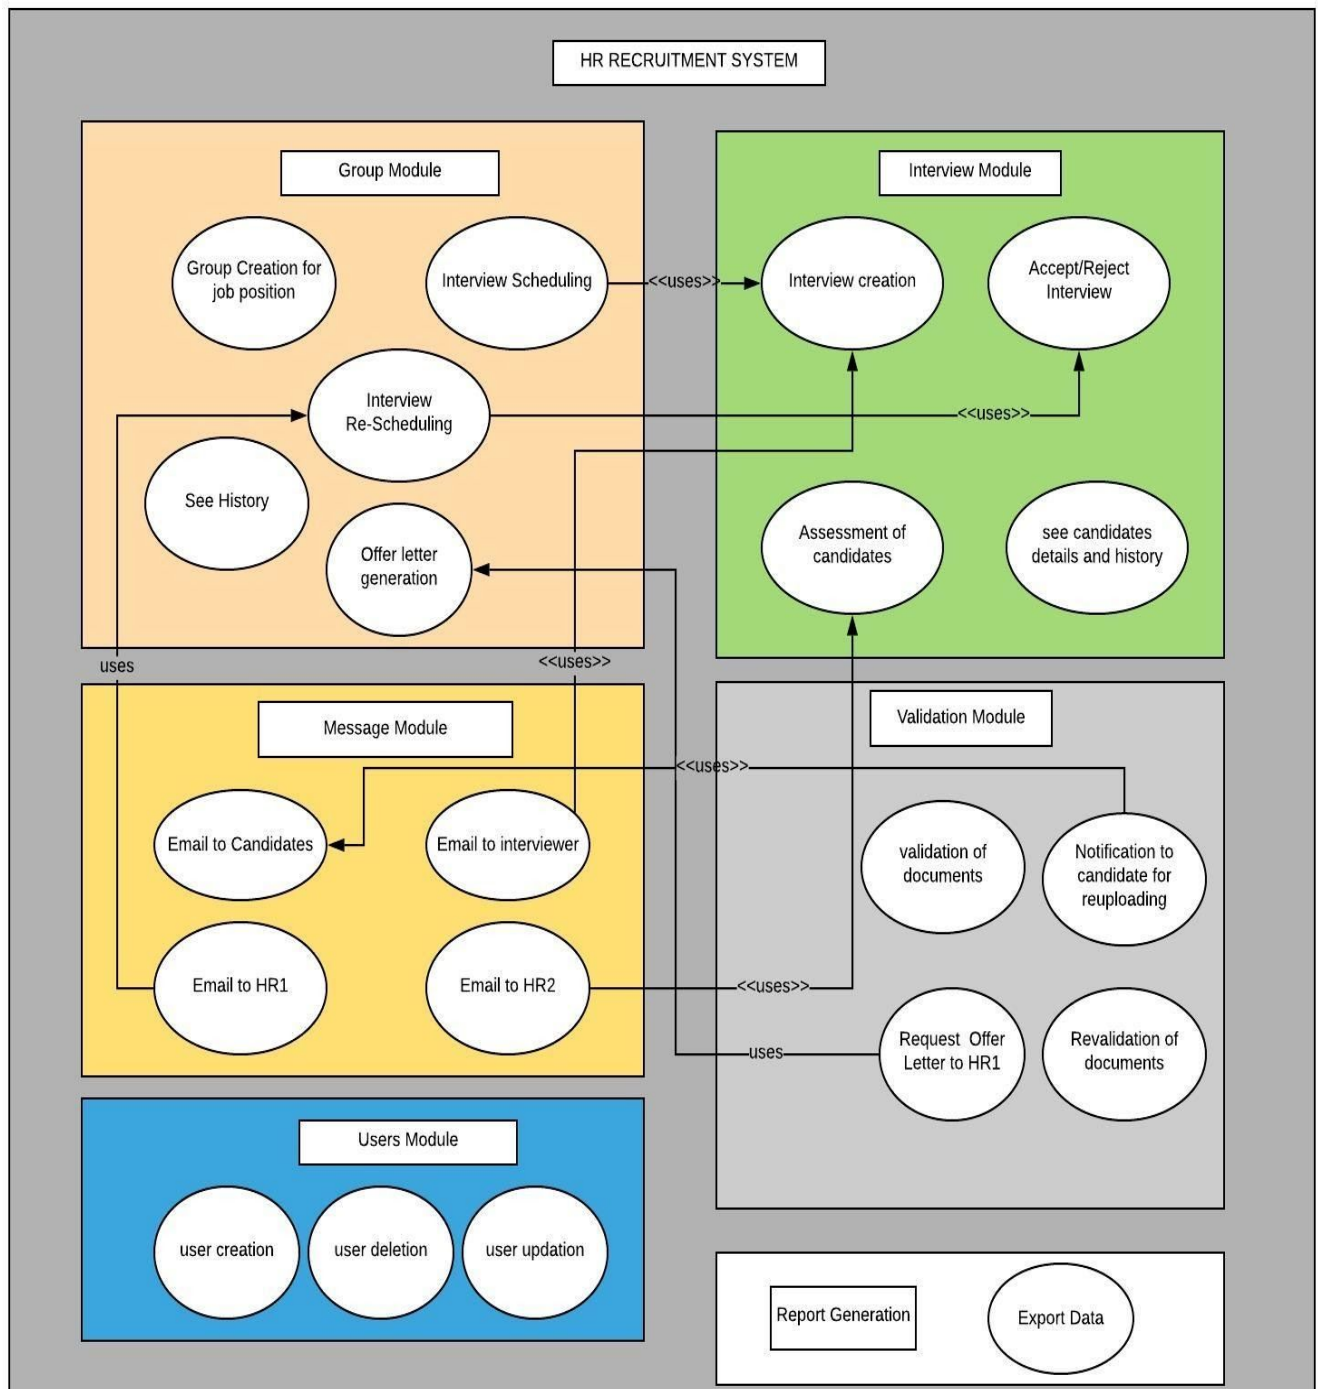 HR RECRUITMENT SYSTEM
Group Module
Group Creation for
job position
Interview Scheduling
<<uses>>
Interview
Re-Scheduling
<<uses>>
See History
Offer letter
generation
Interview Module
Interview creation
Accept/Reject
Interview
Assessment of
candidates
see candidates
details and history
uses
<<uses>>
Message Module
<<uses>>
Email to Candidates
Email to interviewer
Email to HR1
Email to HR2
<<uses>>
uses
Validation Module
validation of
documents
Notification to
candidate for
reuploading
Request Offer
Letter to HR1
Revalidation of
documents
Users Module
user creation
user deletion
user updation
Report Generation
Export Data